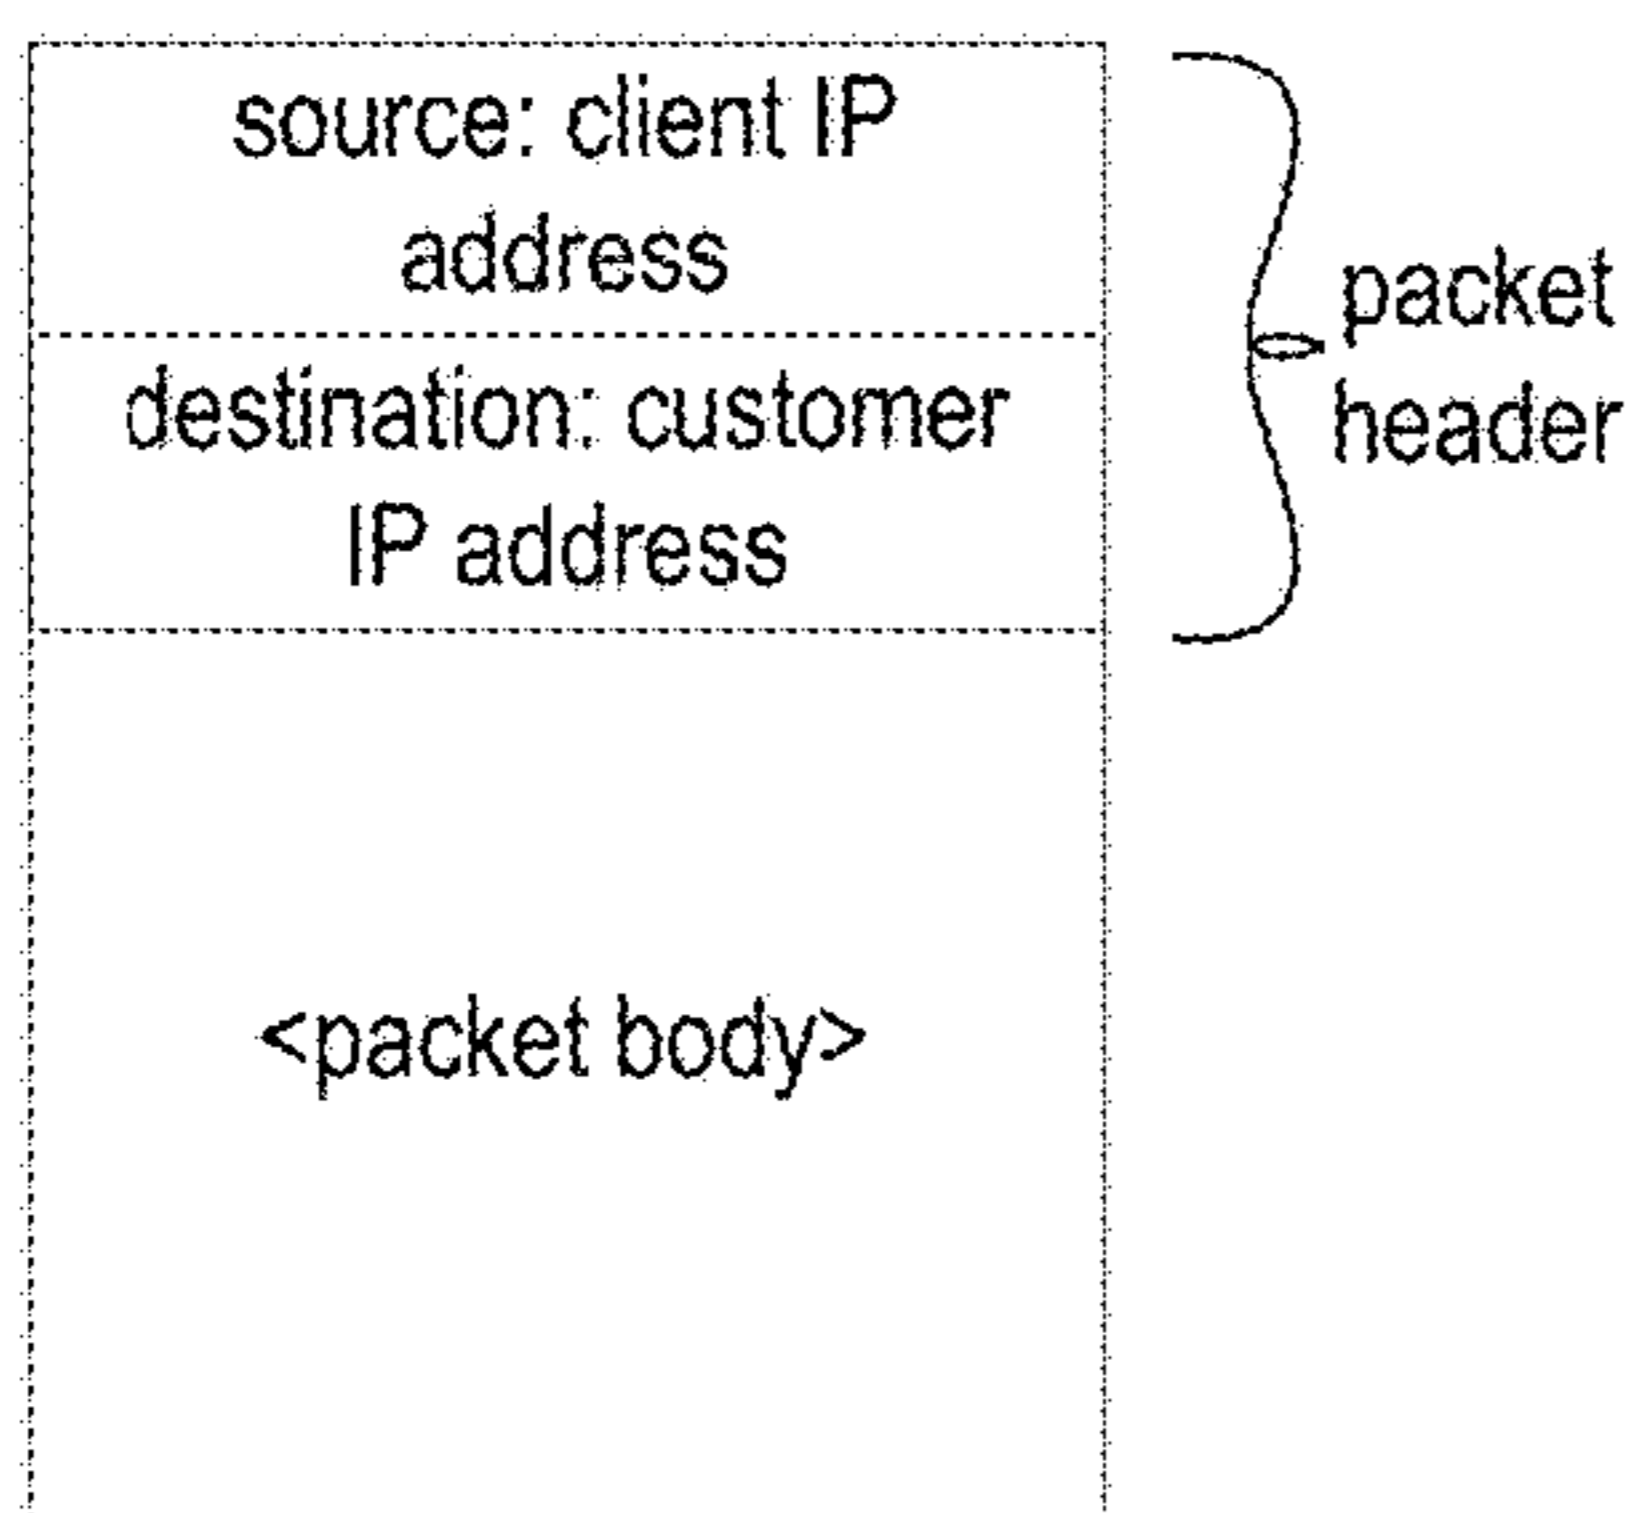 source: client IP
address
destination: customer
IP address
packet
header
<packet body>